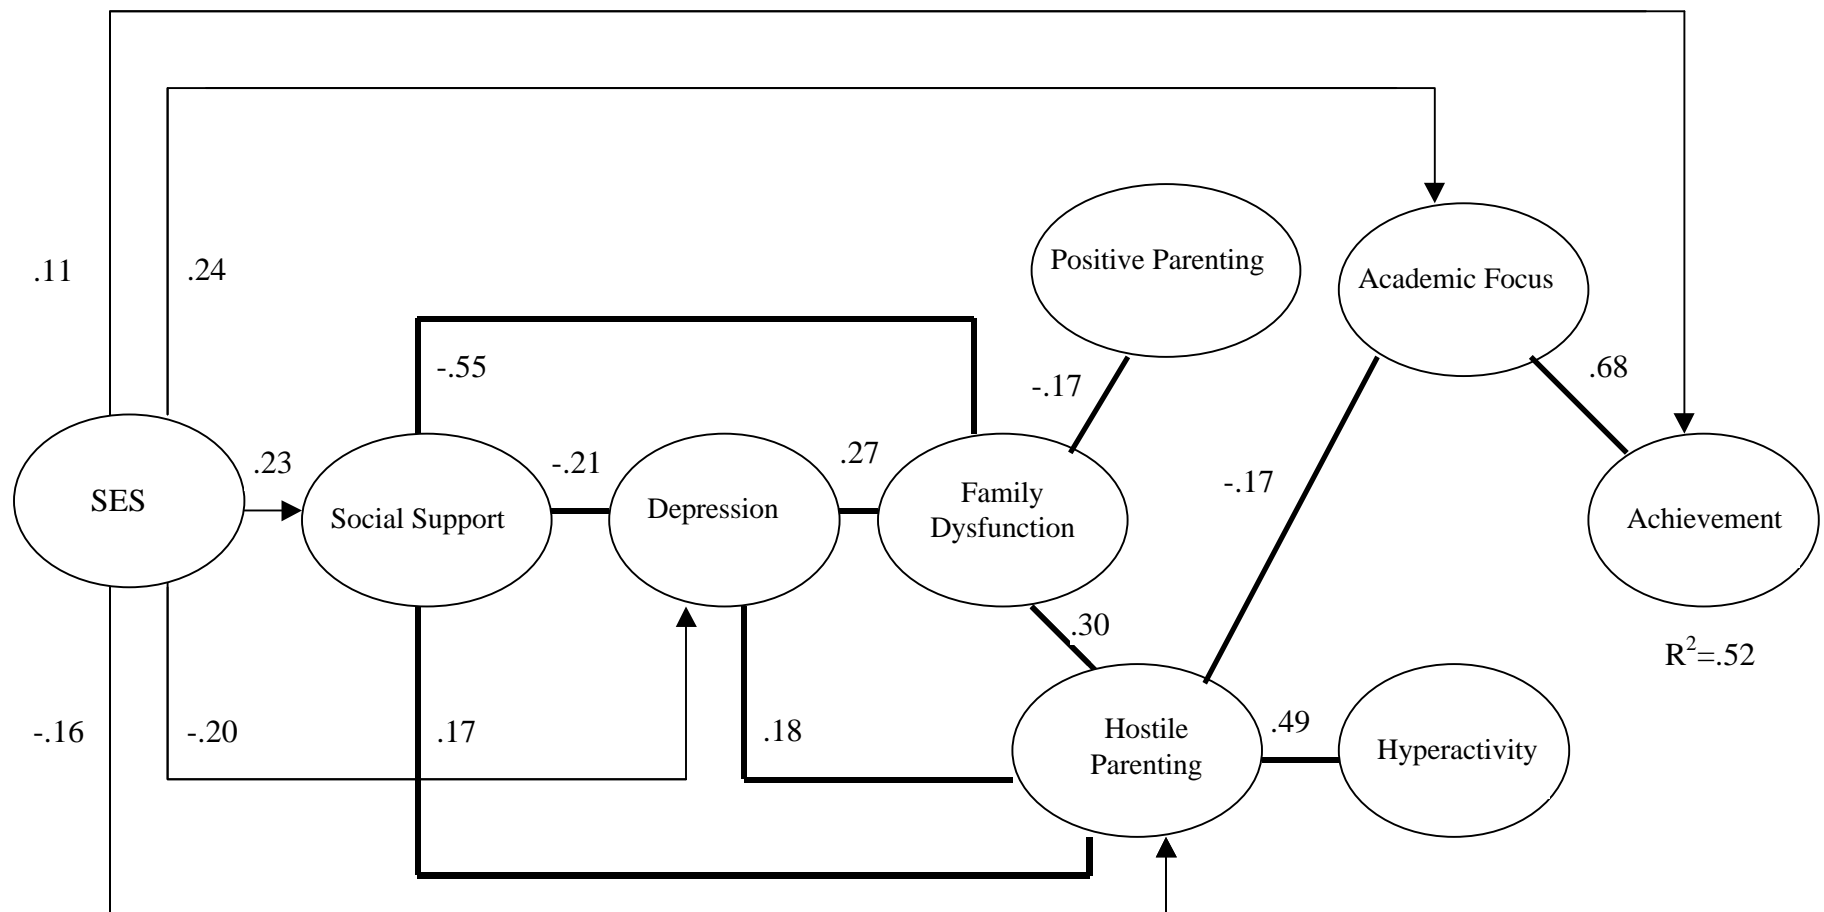 .11
.24
Positive Parenting
Academic Focus
-.55
-.17
.68
SES
.23
Social Support
-.21
Depression
.27
Family
Dysfunction
-.17
Achievement
R²=.52
.30
-.16
-.20
.17
.18
Hostile
Parenting
.49
Hyperactivity